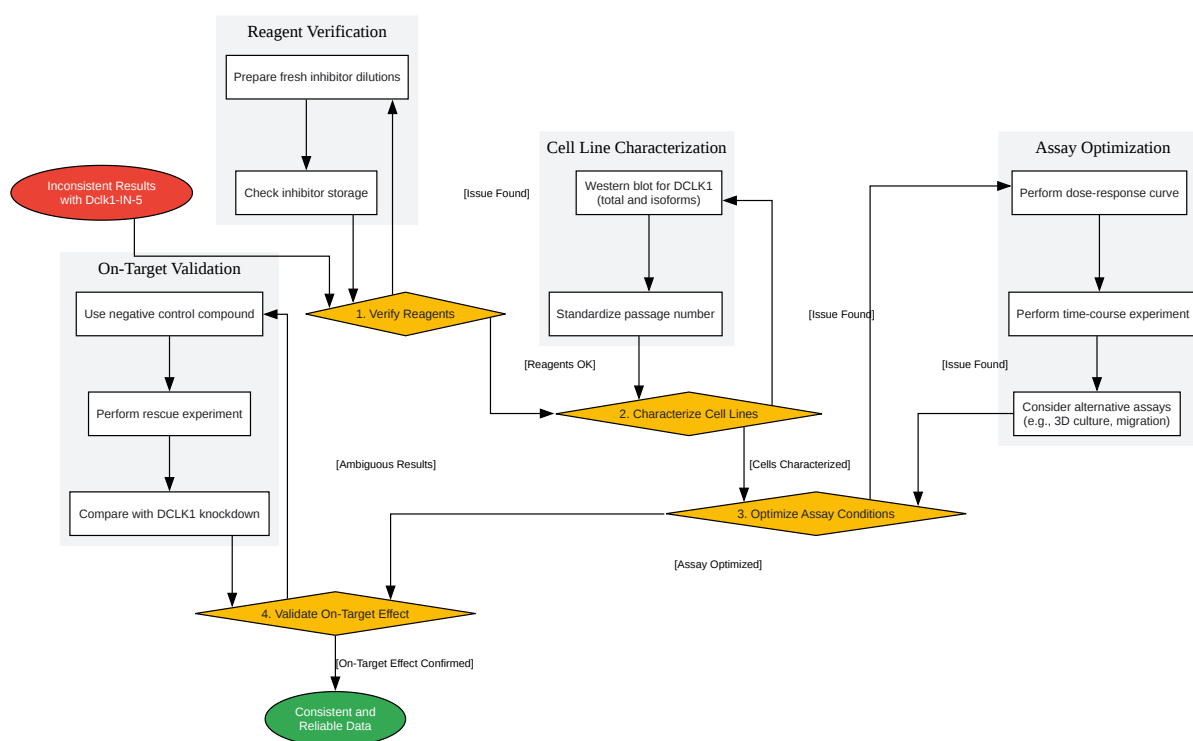 Reagent Verification
Prepare fresh inhibitor dilutions
Check inhibitor storage
Inconsistent Results
with Dclk1-IN-5
[Issue Found]
Cell Line Characterization
Western blot for DCLK1
(total and isoforms)
Standardize passage number
Assay Optimization
Perform dose-response curve
Perform time-course experiment
Consider alternative assays
(e.g., 3D culture, migration)
On-Target Validation
Use negative control compound
Perform rescue experiment
Compare with DCLK1 knockdown
1. Verify Reagents
[Issue Found]
[Reagents OK]
[Issue Found]
2. Characterize Cell Lines
[Ambiguous Results]
[Cells Characterized]
3. Optimize Assay Conditions
[Assay Optimized]
4. Validate On-Target Effect
[On-Target Effect Confirmed]
Consistent and
Reliable Data